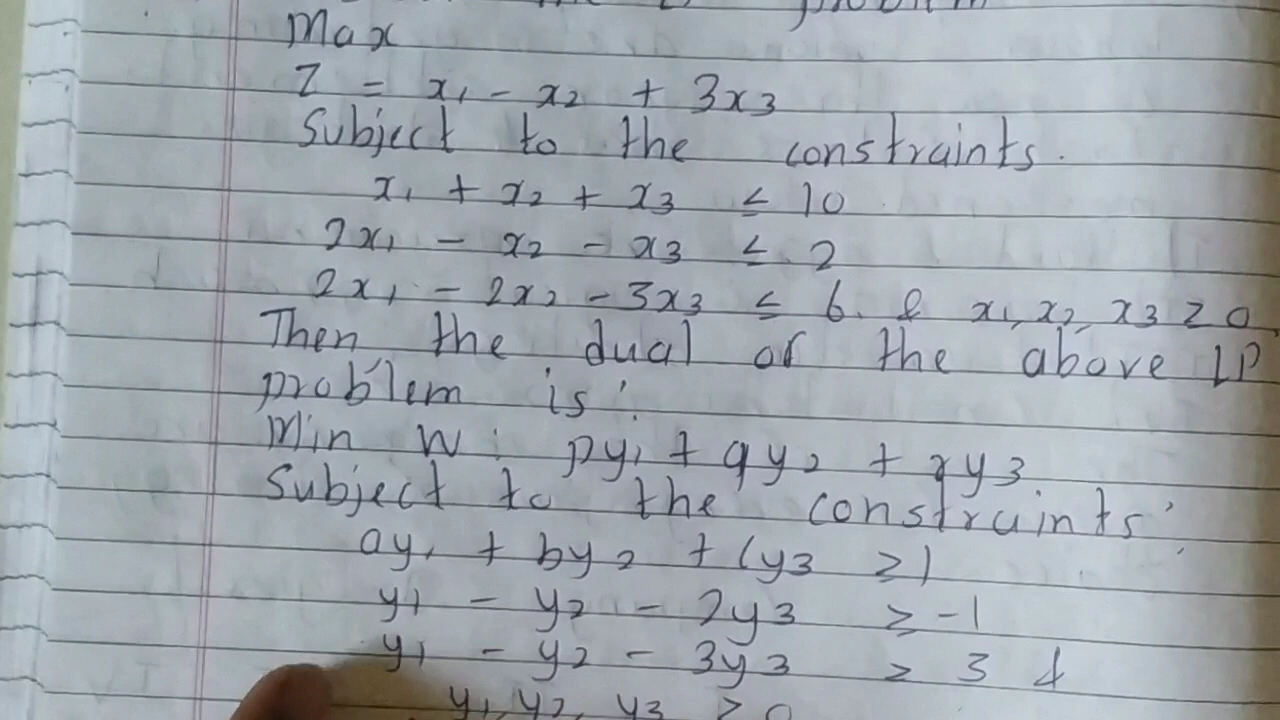 problem
Max
Z = x₁ - x₂ + 3x₃
Subject to the constraints.
x₁ + x₂ + x₃ ≤ 10
2x₁ - x₂ - x₃ ≤ 2
2x₁ - 2x₂ - 3x₃ ≤ 6. & x₁, x₂, x₃ ≥ 0
Then the dual of the above LP
problem is:
Min W: py₁ + qy₂ + ry₃
Subject to the constraints:
ay₁ + by₂ + cy₃ ≥ 1
y₁ - y₂ - 2y₃ ≥ -1
y₁ - y₂ - 3y₃ ≥ 3 &
y₁, y₂, y₃ ≥ 0